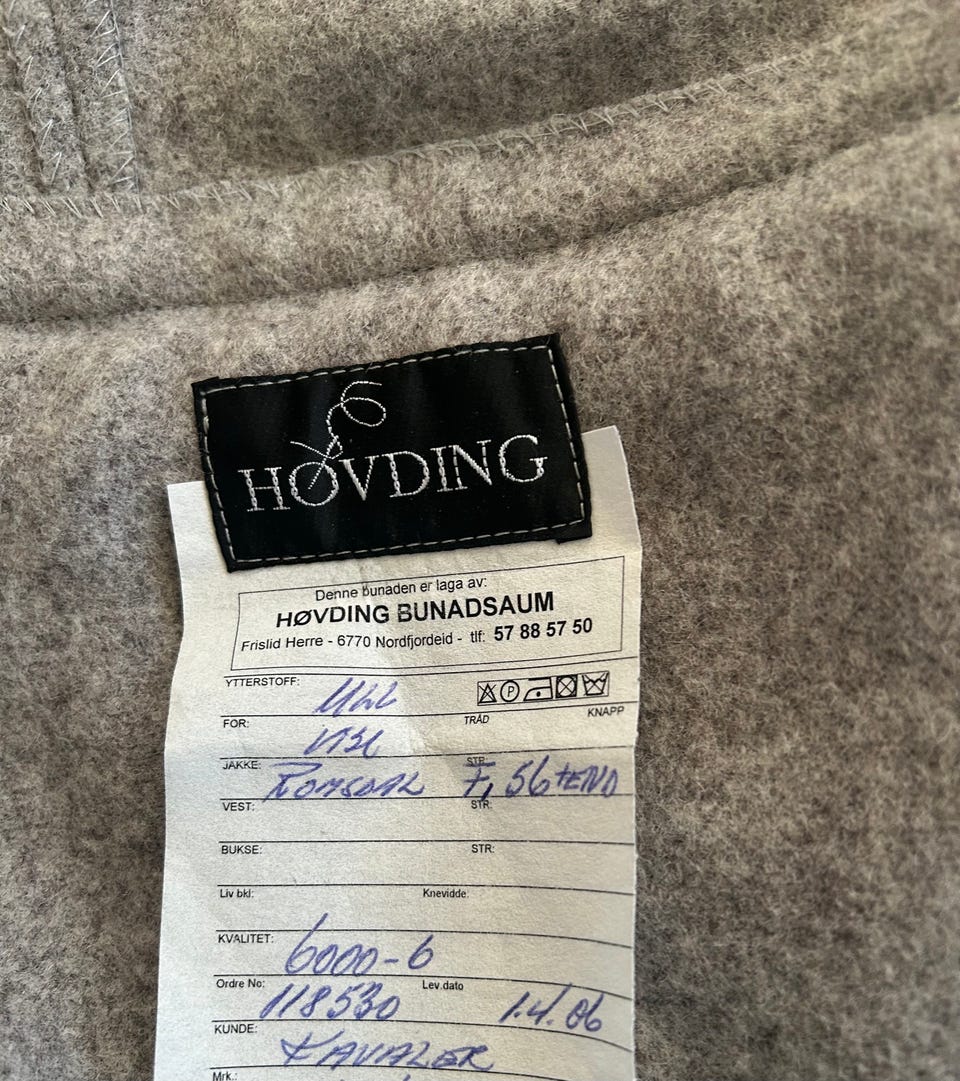 HØVDING
Denne bunaden er laga av:
HØVDING BUNADSAUM
Frislid Herre - 6770 Nordfjordeid - tlf: 57 88 57 50
YTTERSTOFF: Ull
P
FOR: TRÅD KNAPP
JAKKE: ROMSDAL STR: 56 +END
VEST: STR:
BUKSE: STR:
Liv bkl: Knevidde:
KVALITET: 6000-6
Ordre No: 118530 Lev.dato 1.4.06
KUNDE: KAVALER
Mrk.: